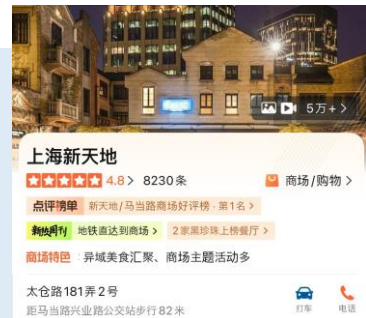 5万+ >
上海新天地
4.8 > 8230条 商场/购物 >
点评榜单 新天地/马当路商场好评榜 · 第1名 >
地铁直达到商场 > 2家黑珍珠上榜餐厅 >
商场特色 异域美食汇聚、商场主题活动多
太仓路181弄2号
距马当路兴业路公交站步行82米
打车 电话